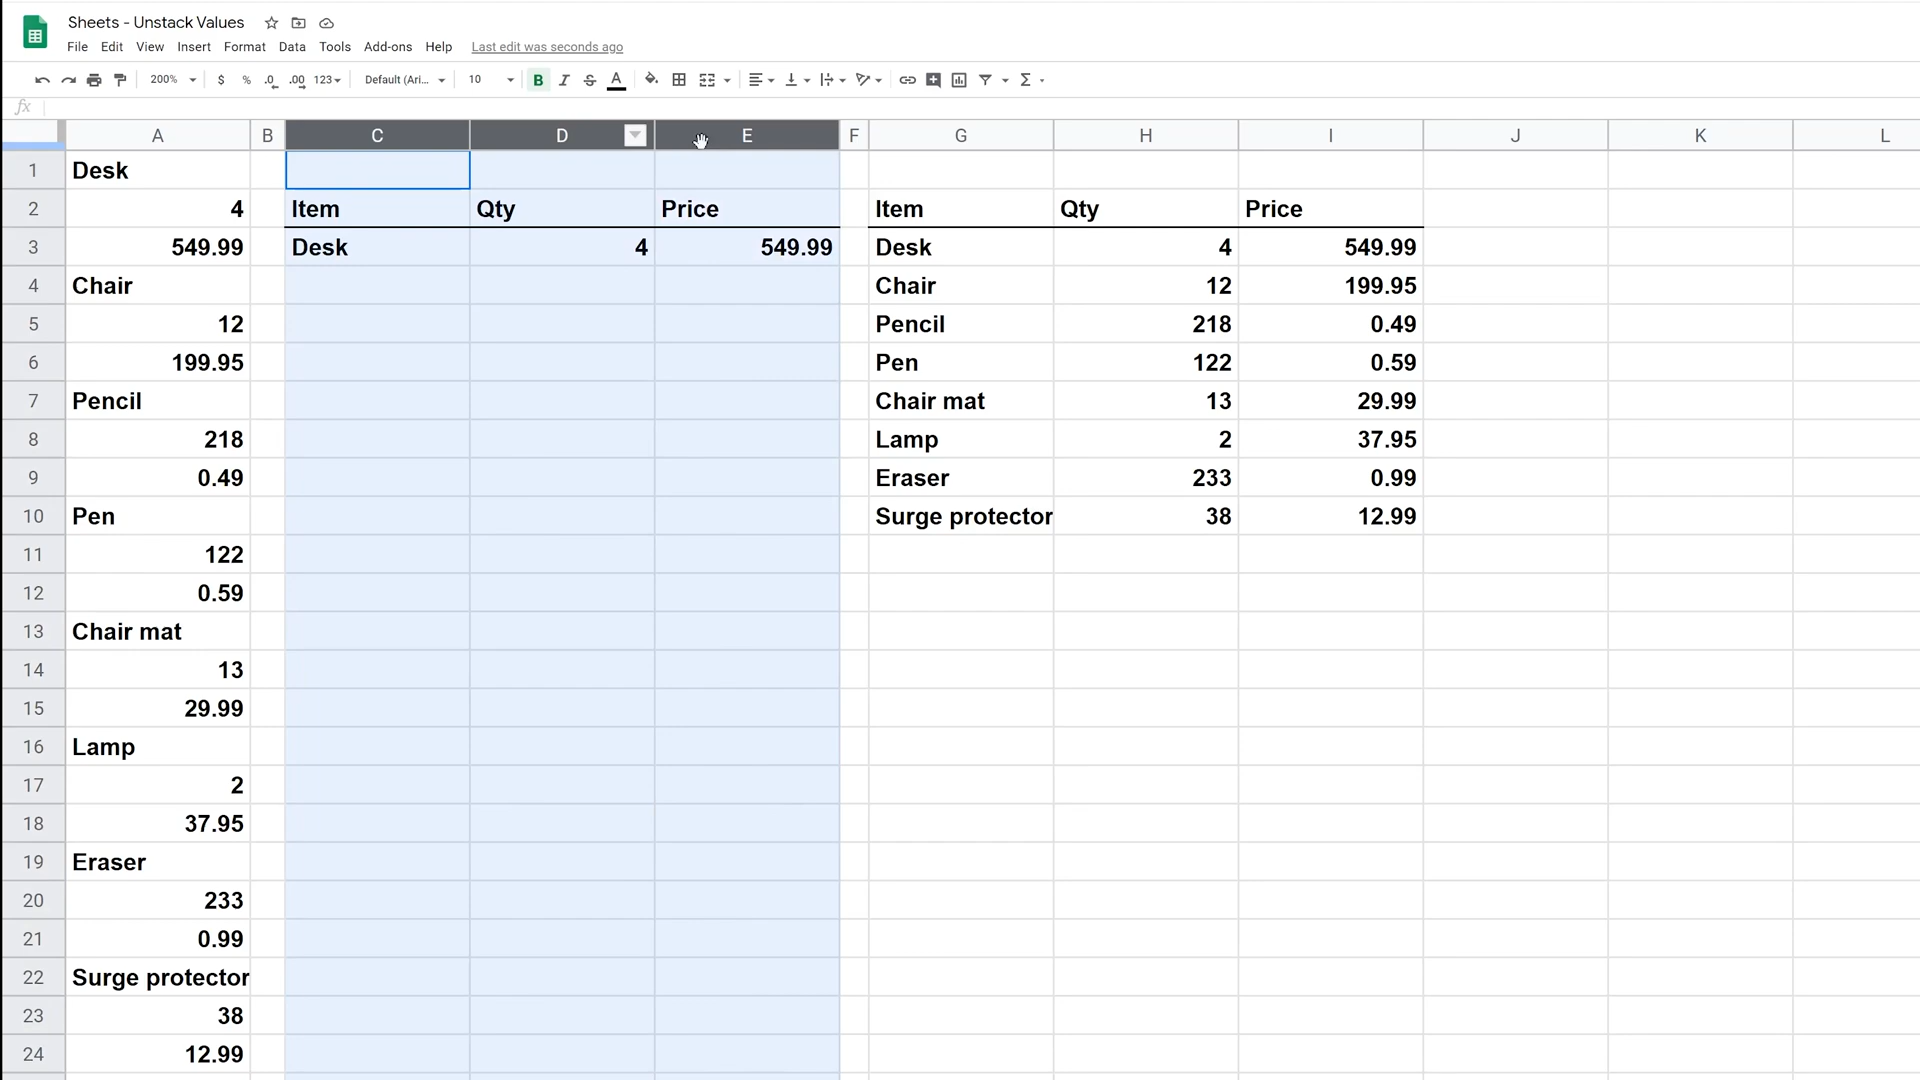 Sheets - Unstack Values
File Edit View Insert Format Data Tools Add-ons Help Last edit was seconds ago
200% $ % .0 .00 123 Default (Ari... 10 B I S A Σ
fx
A B C D E F G H I J K L
1 Desk
2 4 Item Qty Price Item Qty Price
3 549.99 Desk 4 549.99 Desk 4 549.99
4 Chair Chair 12 199.95
5 12 Pencil 218 0.49
6 199.95 Pen 122 0.59
7 Pencil Chair mat 13 29.99
8 218 Lamp 2 37.95
9 0.49 Eraser 233 0.99
10 Pen Surge protector 38 12.99
11 122
12 0.59
13 Chair mat
14 13
15 29.99
16 Lamp
17 2
18 37.95
19 Eraser
20 233
21 0.99
22 Surge protector
23 38
24 12.99